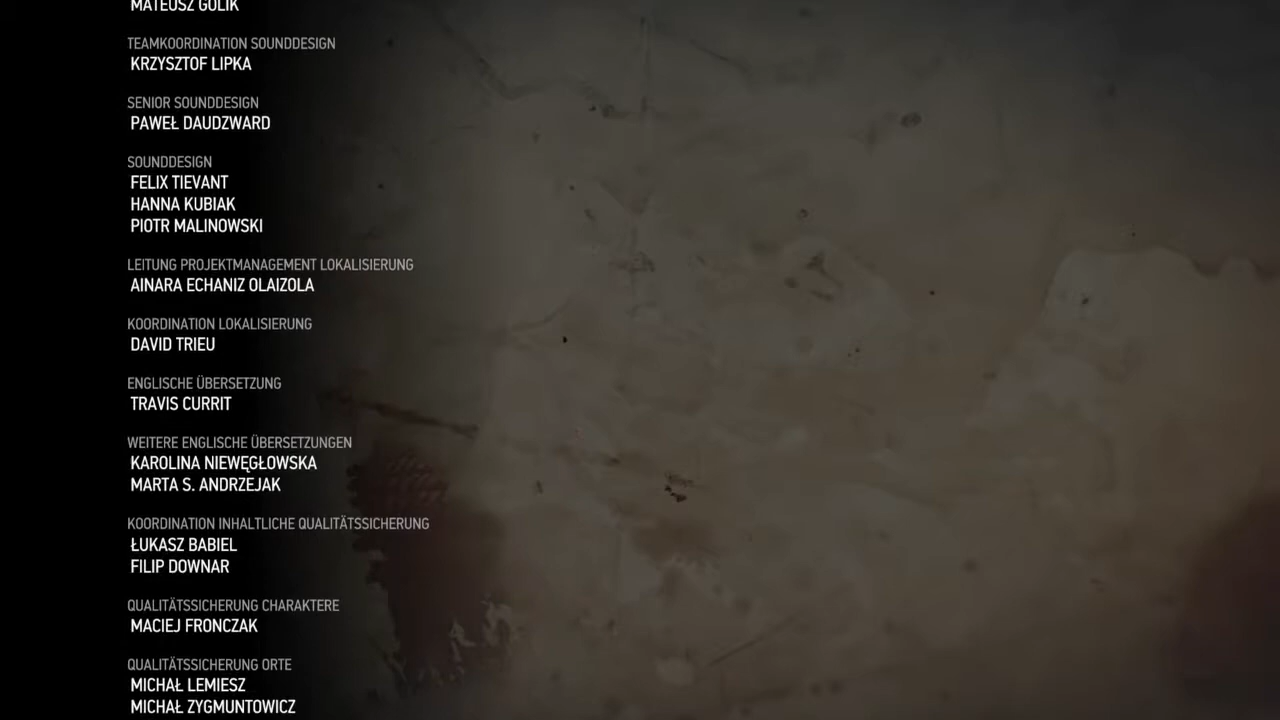 MATEUSZ GOLIK
TEAMKOORDINATION SOUNDDESIGN
KRZYSZTOF LIPKA
SENIOR SOUNDDESIGN
PAWEŁ DAUDZWARD
SOUNDDESIGN
FELIX TIEVANT
HANNA KUBIAK
PIOTR MALINOWSKI
LEITUNG PROJEKTMANAGEMENT LOKALISIERUNG
AINARA ECHANIZ OLAIZOLA
KOORDINATION LOKALISIERUNG
DAVID TRIEU
ENGLISCHE ÜBERSETZUNG
TRAVIS CURRIT
WEITERE ENGLISCHE ÜBERSETZUNGEN
KAROLINA NIEWĘGŁOWSKA
MARTA S. ANDRZEJAK
KOORDINATION INHALTLICHE QUALITÄTSSICHERUNG
ŁUKASZ BABIEL
FILIP DOWNAR
QUALITÄTSSICHERUNG CHARAKTERE
MACIEJ FRONCZAK
QUALITÄTSSICHERUNG ORTE
MICHAŁ LEMIESZ
MICHAŁ ZYGMUNTOWICZ